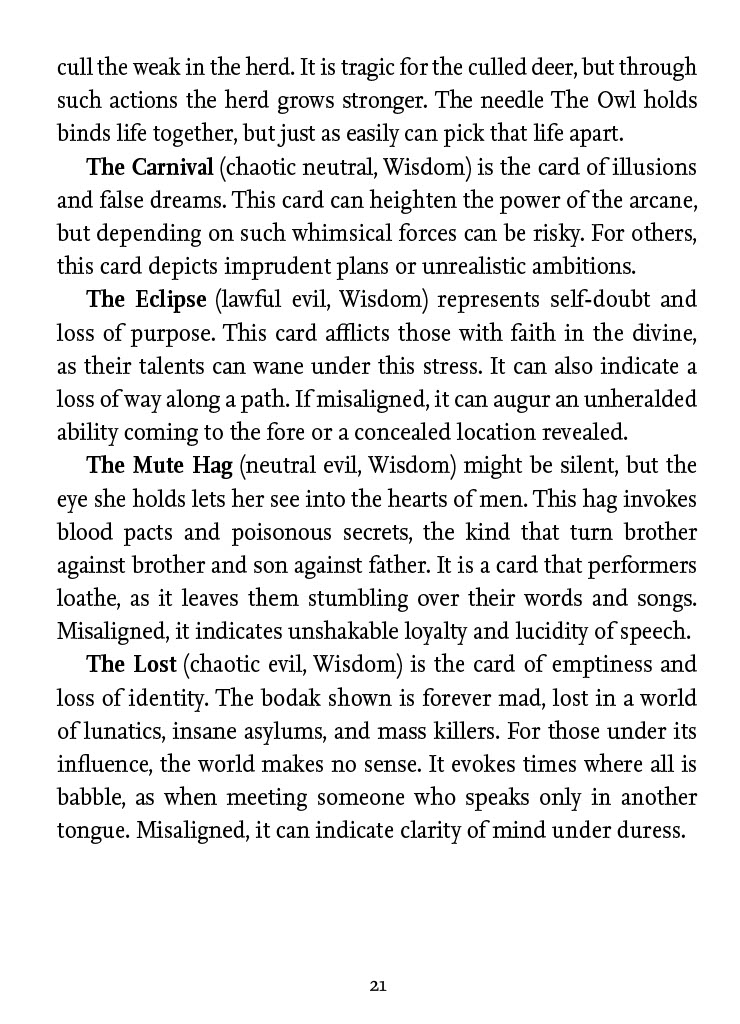 cull the weak in the herd. It is tragic for the culled deer, but through
such actions the herd grows stronger. The needle The Owl holds
binds life together, but just as easily can pick that life apart.
The Carnival (chaotic neutral, Wisdom) is the card of illusions
and false dreams. This card can heighten the power of the arcane,
but depending on such whimsical forces can be risky. For others,
this card depicts imprudent plans or unrealistic ambitions.
The Eclipse (lawful evil, Wisdom) represents self-doubt and
loss of purpose. This card afflicts those with faith in the divine,
as their talents can wane under this stress. It can also indicate a
loss of way along a path. If misaligned, it can augur an unheralded
ability coming to the fore or a concealed location revealed.
The Mute Hag (neutral evil, Wisdom) might be silent, but the
eye she holds lets her see into the hearts of men. This hag invokes
blood pacts and poisonous secrets, the kind that turn brother
against brother and son against father. It is a card that performers
loathe, as it leaves them stumbling over their words and songs.
Misaligned, it indicates unshakable loyalty and lucidity of speech.
The Lost (chaotic evil, Wisdom) is the card of emptiness and
loss of identity. The bodak shown is forever mad, lost in a world
of lunatics, insane asylums, and mass killers. For those under its
influence, the world makes no sense. It evokes times where all is
babble, as when meeting someone who speaks only in another
tongue. Misaligned, it can indicate clarity of mind under duress.
21